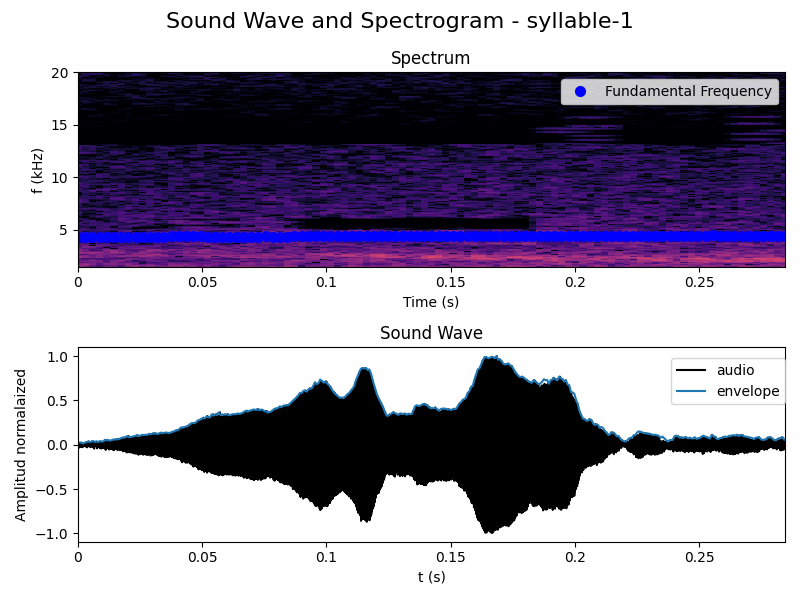 Sound Wave and Spectrogram - syllable-1
Spectrum
20
15
10
5
f (kHz)
Fundamental Frequency
0 0.05 0.1 0.15 0.2 0.25
Time (s)
Sound Wave
1.0
0.5
0.0
−0.5
−1.0
Amplitud normalaized
audio
envelope
0 0.05 0.1 0.15 0.2 0.25
t (s)